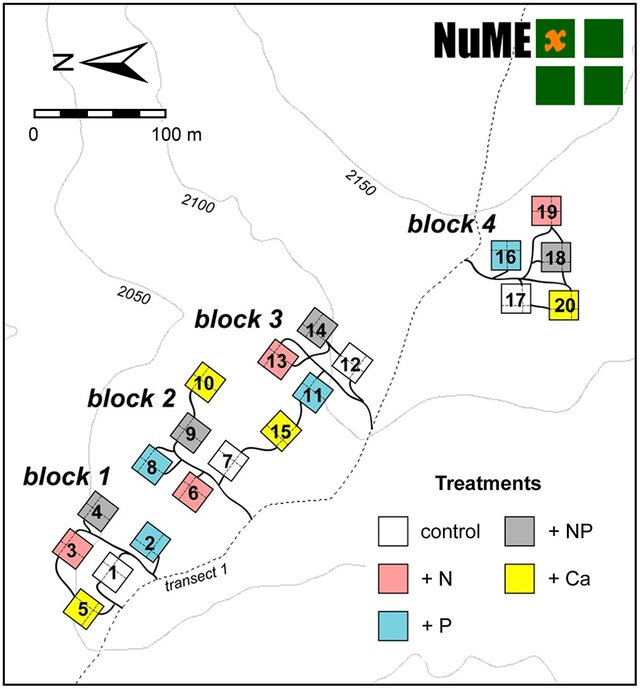 NuME
N
0 100 m
2150
2100
2050
block 4
19
16
18
17
20
block 3
14
13
12
11
15
block 2
10
9
8
7
6
block 1
4
3
2
1
5
transect 1
Treatments
control
+ NP
+ N
+ Ca
+ P